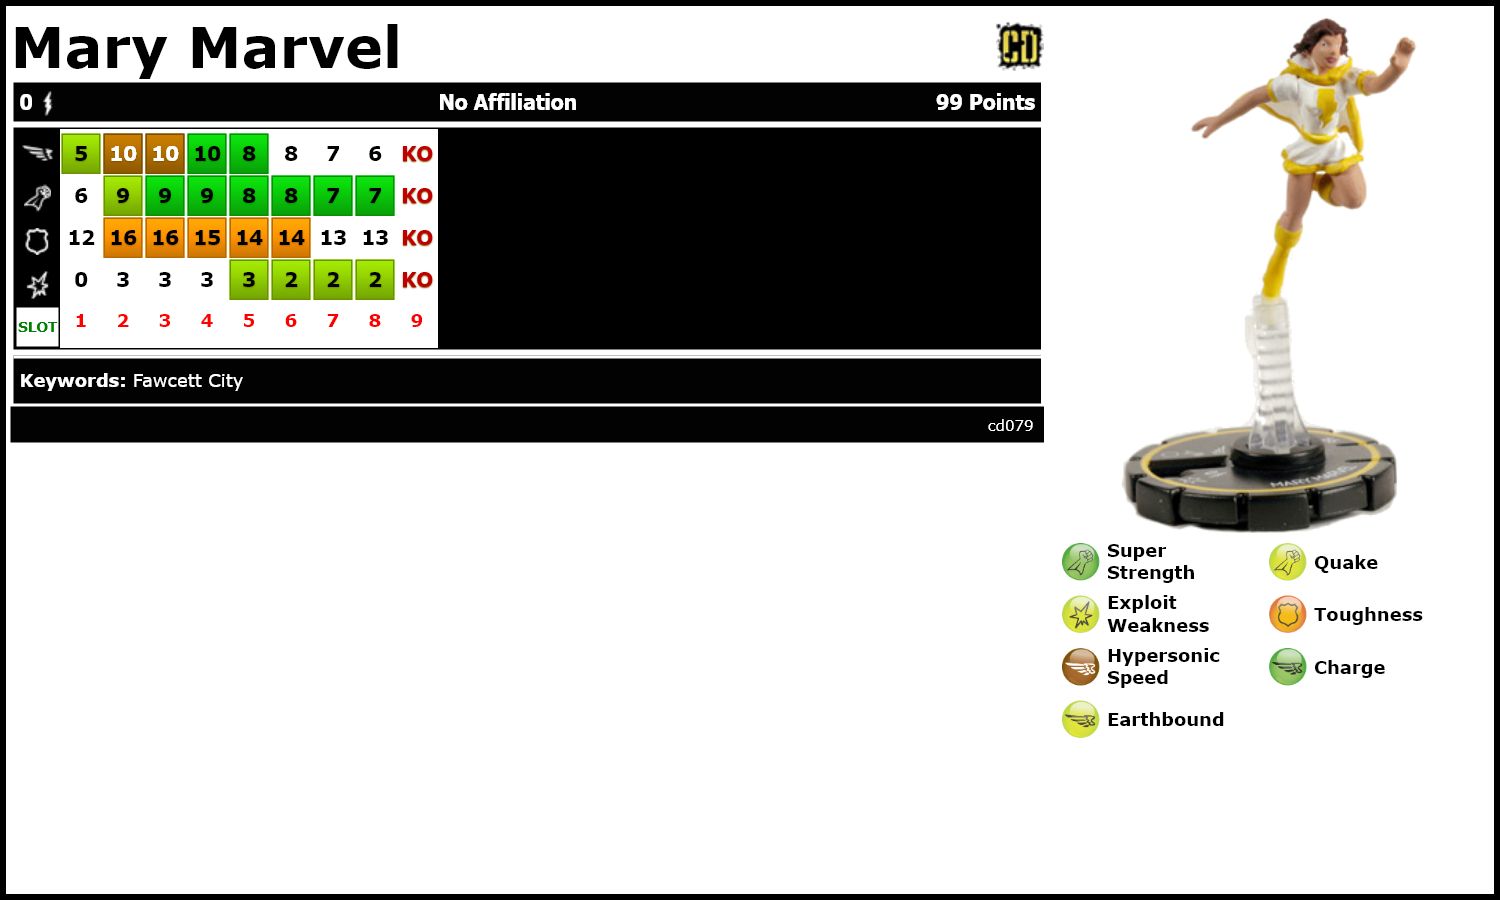 Mary Marvel
CD
0 No Affiliation 99 Points
5 10 10 10 8 8 7 6 KO
6 9 9 9 8 8 7 7 KO
12 16 16 15 14 14 13 13 KO
0 3 3 3 3 2 2 2 KO
SLOT 1 2 3 4 5 6 7 8 9
Keywords: Fawcett City
cd079
MARY MARVEL
Super Strength
Quake
Exploit Weakness
Toughness
Hypersonic Speed
Charge
Earthbound